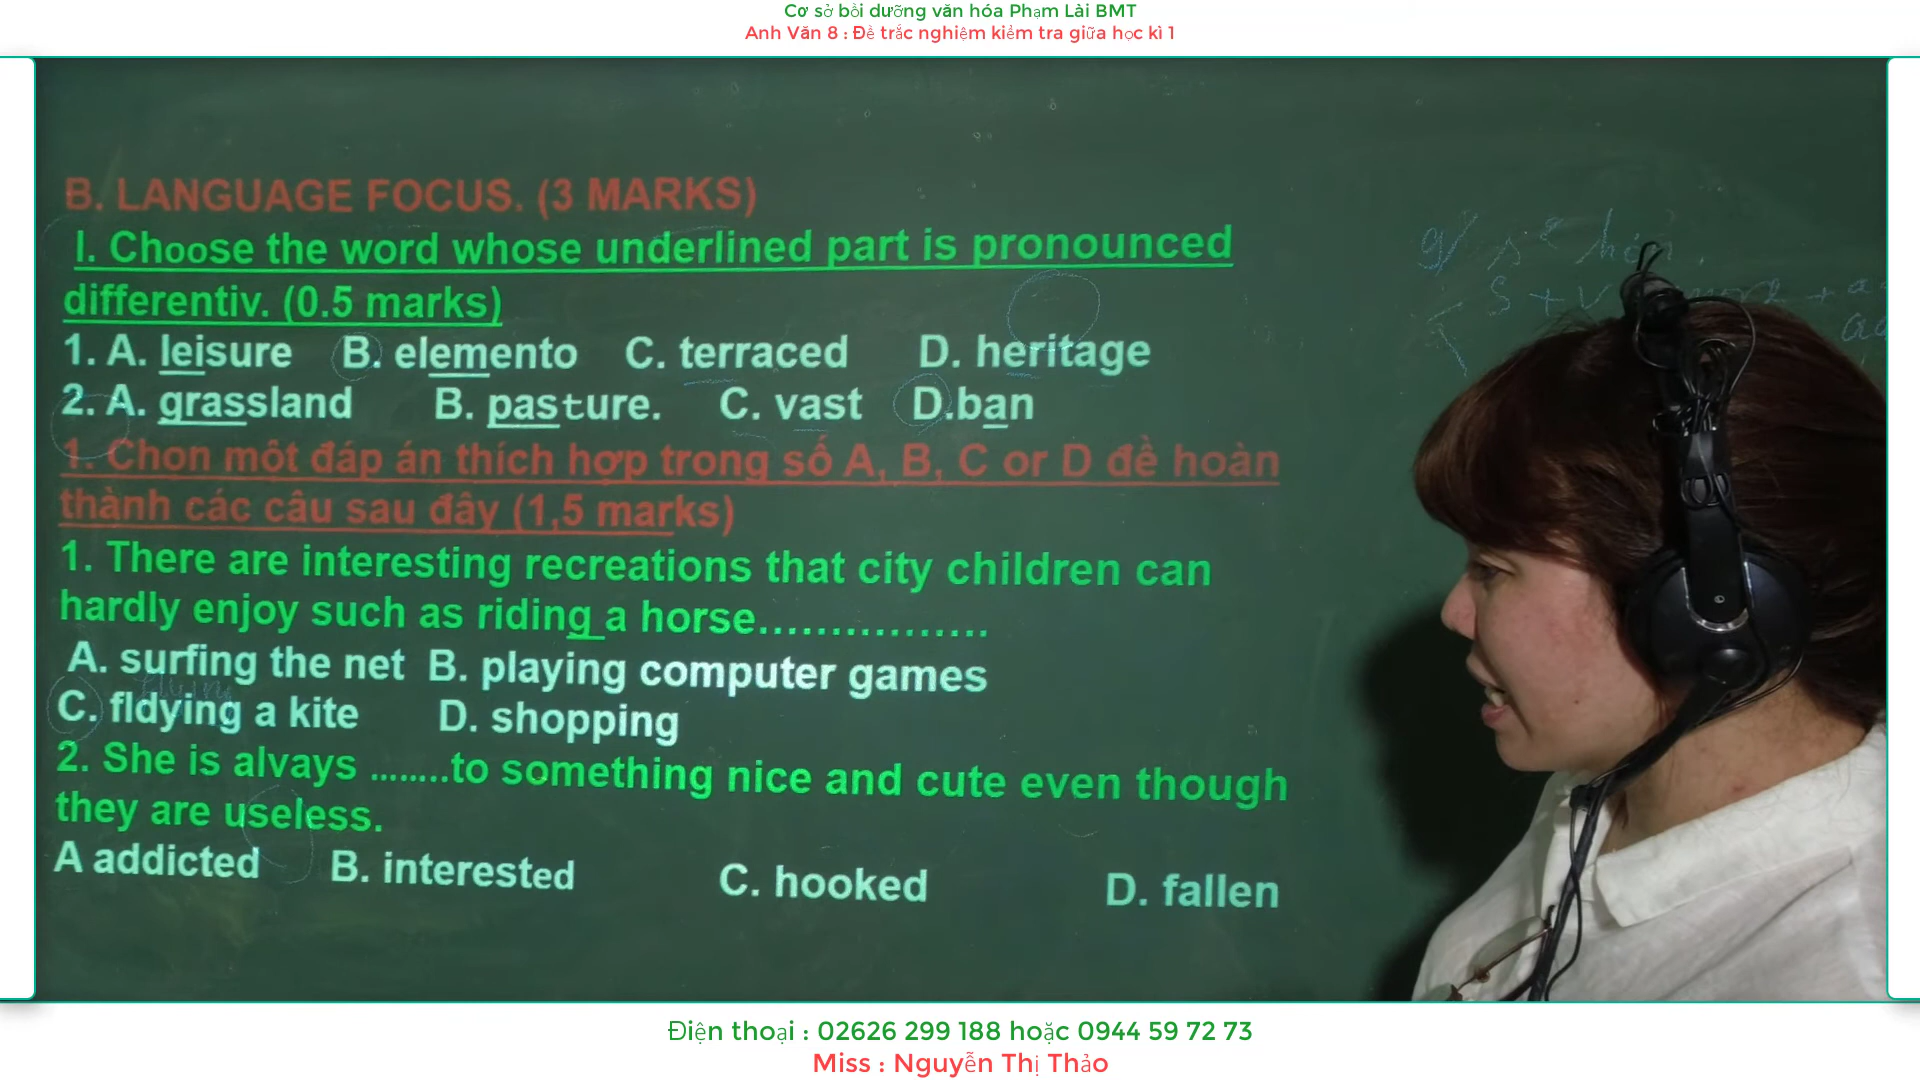 Cơ sở bồi dưỡng văn hóa Phạm Lài BMT
Anh Văn 8 : Đề trắc nghiệm kiểm tra giữa học kì 1
B. LANGUAGE FOCUS. (3 MARKS)
I. Choose the word whose underlined part is pronounced
differentiv. (0.5 marks)
1. A. leisure B. elemento C. terraced D. heritage
2. A. grassland B. pasture. C. vast D.ban
1. Chon một đáp án thích hợp trong số A, B, C or D đề hoàn
thành các câu sau đây (1,5 marks)
1. There are interesting recreations that city children can
hardly enjoy such as riding a horse................
A. surfing the net B. playing computer games
flying
C. fldying a kite D. shopping
2. She is alvays ........to something nice and cute even though
they are useless.
A addicted B. interested C. hooked D. fallen
Điện thoại : 02626 299 188 hoặc 0944 59 72 73
Miss : Nguyễn Thị Thảo